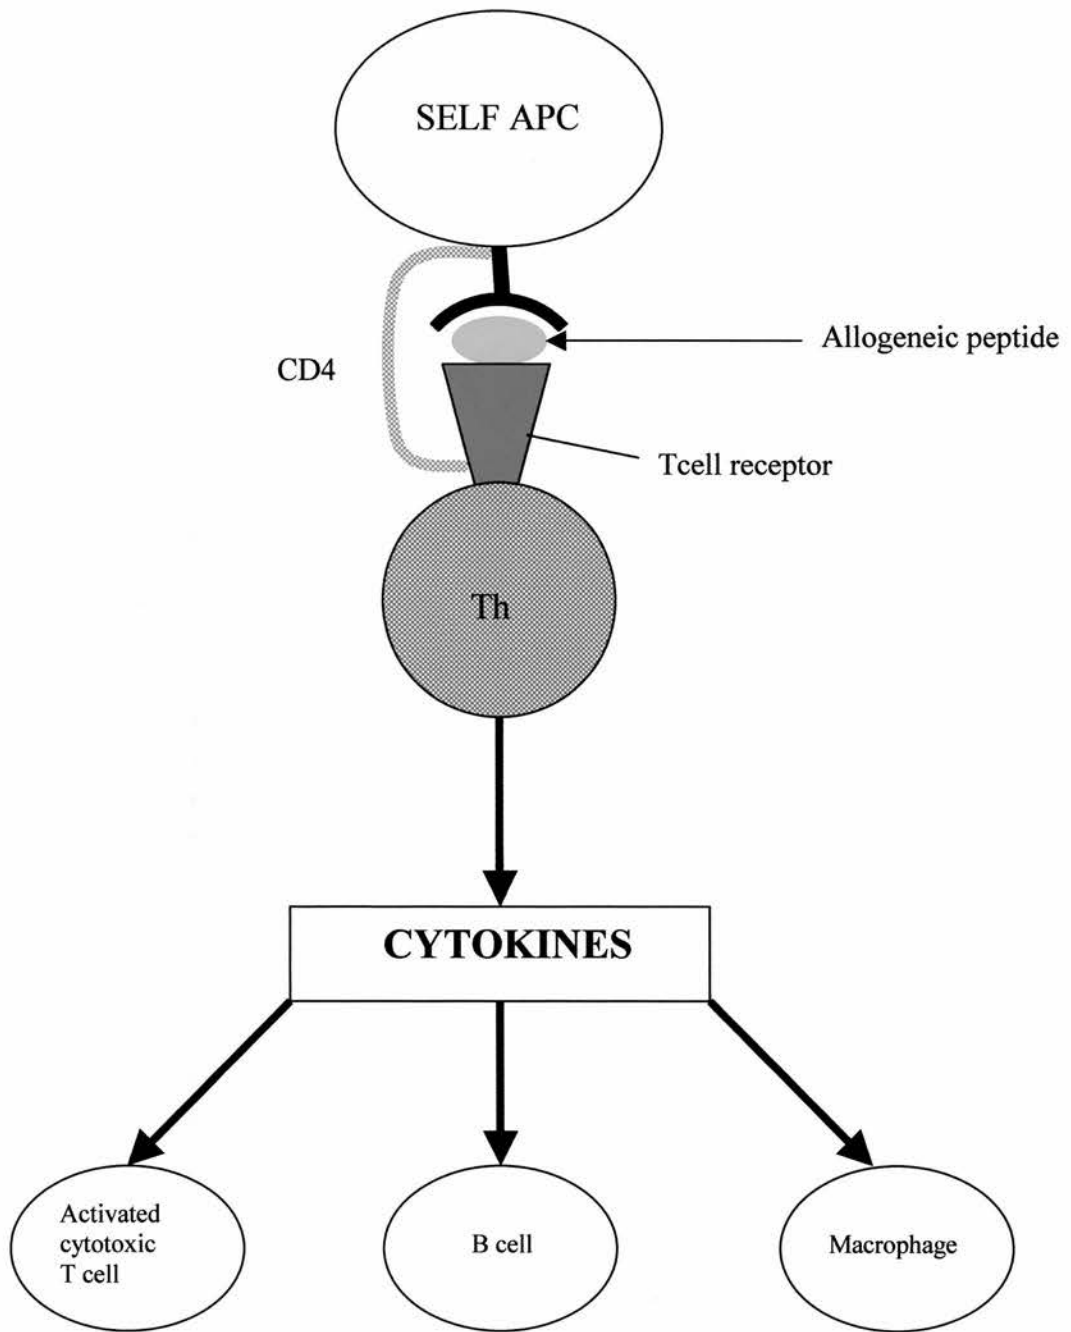 SELF APC
Allogeneic peptide
CD4
Tcell receptor
Th
CYTOKINES
Activated
cytotoxic
T cell
B cell
Macrophage